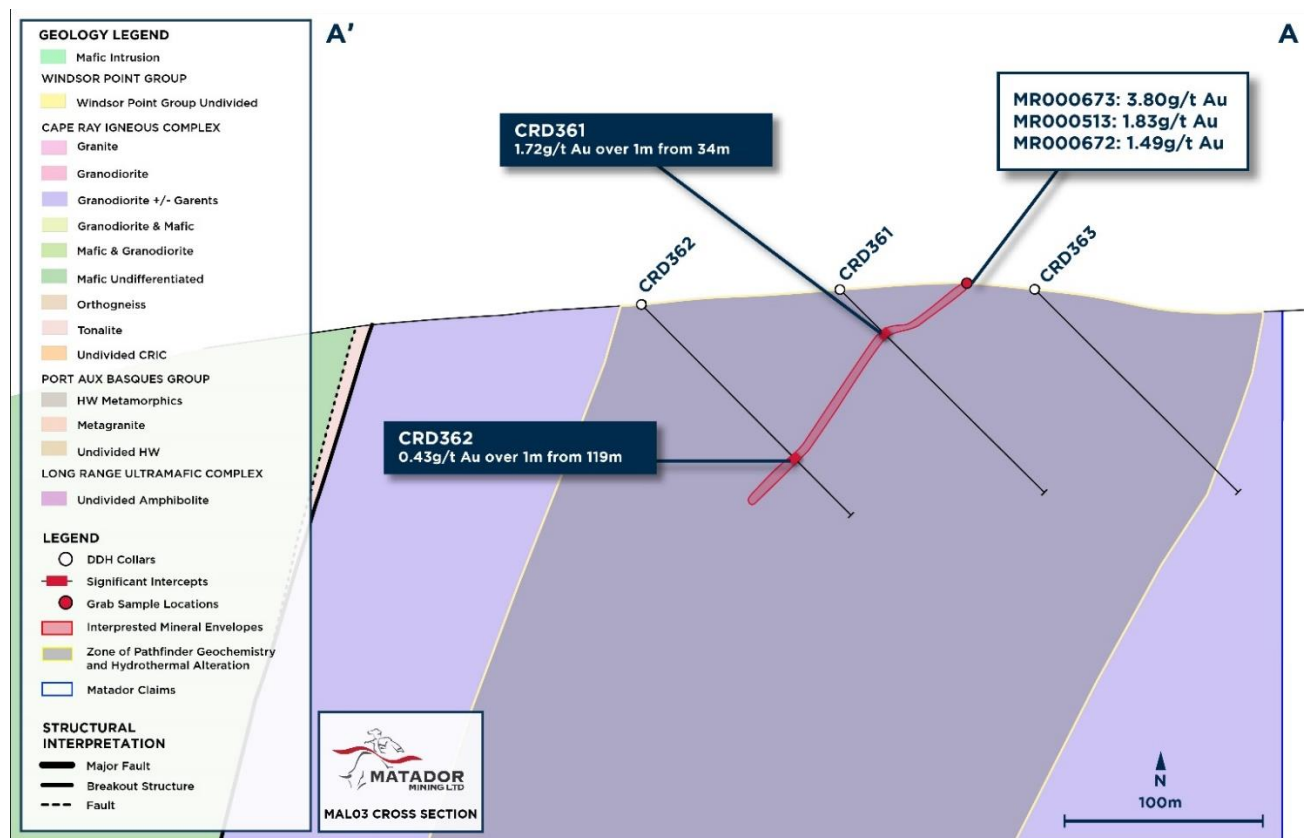 GEOLOGY LEGEND
Mafic Intrusion
WINDSOR POINT GROUP
Windsor Point Group Undivided
CAPE RAY IGNEOUS COMPLEX
Granite
Granodiorite
Granodiorite +/- Garents
Granodiorite & Mafic
Mafic & Granodiorite
Mafic Undifferentiated
Orthogneiss
Tonalite
Undivided CRIC
PORT AUX BASQUES GROUP
HW Metamorphics
Metagranite
Undivided HW
LONG RANGE ULTRAMAFIC COMPLEX
Undivided Amphibolite
LEGEND
DDH Collars
Significant Intercepts
Grab Sample Locations
Interprested Mineral Envelopes
Zone of Pathfinder Geochemistry
and Hydrothermal Alteration
Matador Claims
STRUCTURAL
INTERPRETATION
Major Fault
Breakout Structure
Fault
A'
A
CRD361
1.72g/t Au over 1m from 34m
MR000673: 3.80g/t Au
MR000513: 1.83g/t Au
MR000672: 1.49g/t Au
CRD362
CRD361
CRD363
CRD362
0.43g/t Au over 1m from 119m
MATADOR
MINING LTD
MAL03 CROSS SECTION
N
100m